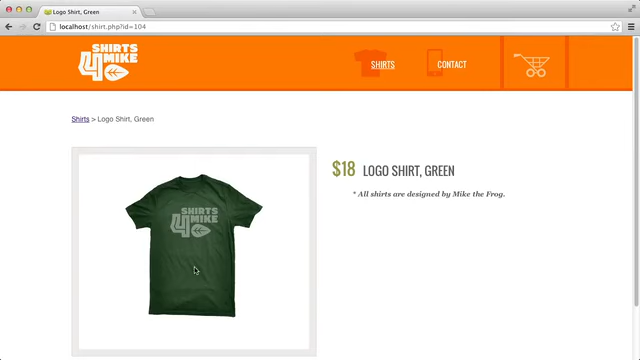 Logo Shirt, Green
localhost/shirt.php?id=104
SHIRTS
4 MIKE
SHIRTS
CONTACT
Shirts > Logo Shirt, Green
$18 LOGO SHIRT, GREEN
* All shirts are designed by Mike the Frog.
SHIRTS
4 MIKE